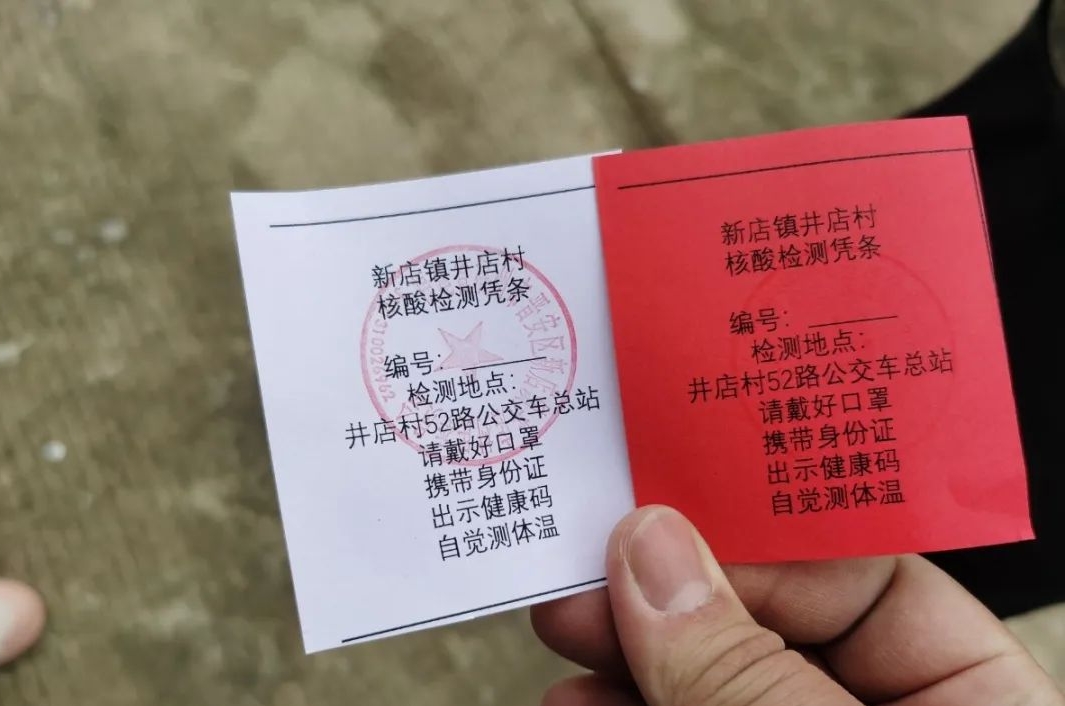 新店镇井店村
核酸检测凭条
编号:
检测地点:
井店村52路公交车总站
请戴好口罩
携带身份证
出示健康码
自觉测体温
新店镇井店村
核酸检测凭条
编号:
检测地点:
井店村52路公交车总站
请戴好口罩
携带身份证
出示健康码
自觉测体温